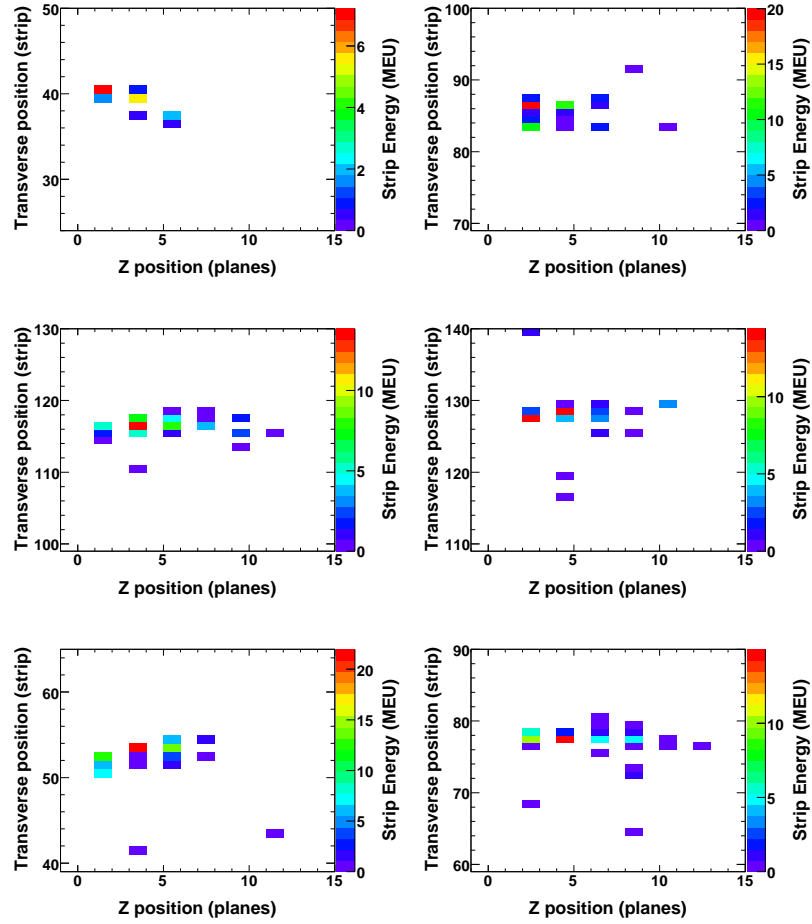 50
40
30
0 5 10 15
Z position (planes)
Transverse position (strip)
0 2 4 6
Strip Energy (MEU)
100
90
80
70
0 5 10 15
Z position (planes)
Transverse position (strip)
0 5 10 15 20
Strip Energy (MEU)
130
120
110
100
0 5 10 15
Z position (planes)
Transverse position (strip)
0 5 10
Strip Energy (MEU)
140
130
120
110
0 5 10 15
Z position (planes)
Transverse position (strip)
0 5 10 15 20
Strip Energy (MEU)
60
50
40
0 5 10 15
Z position (planes)
Transverse position (strip)
0 5 10 15 20
Strip Energy (MEU)
90
80
70
60
0 5 10 15
Z position (planes)
Transverse position (strip)
0 5 10
Strip Energy (MEU)